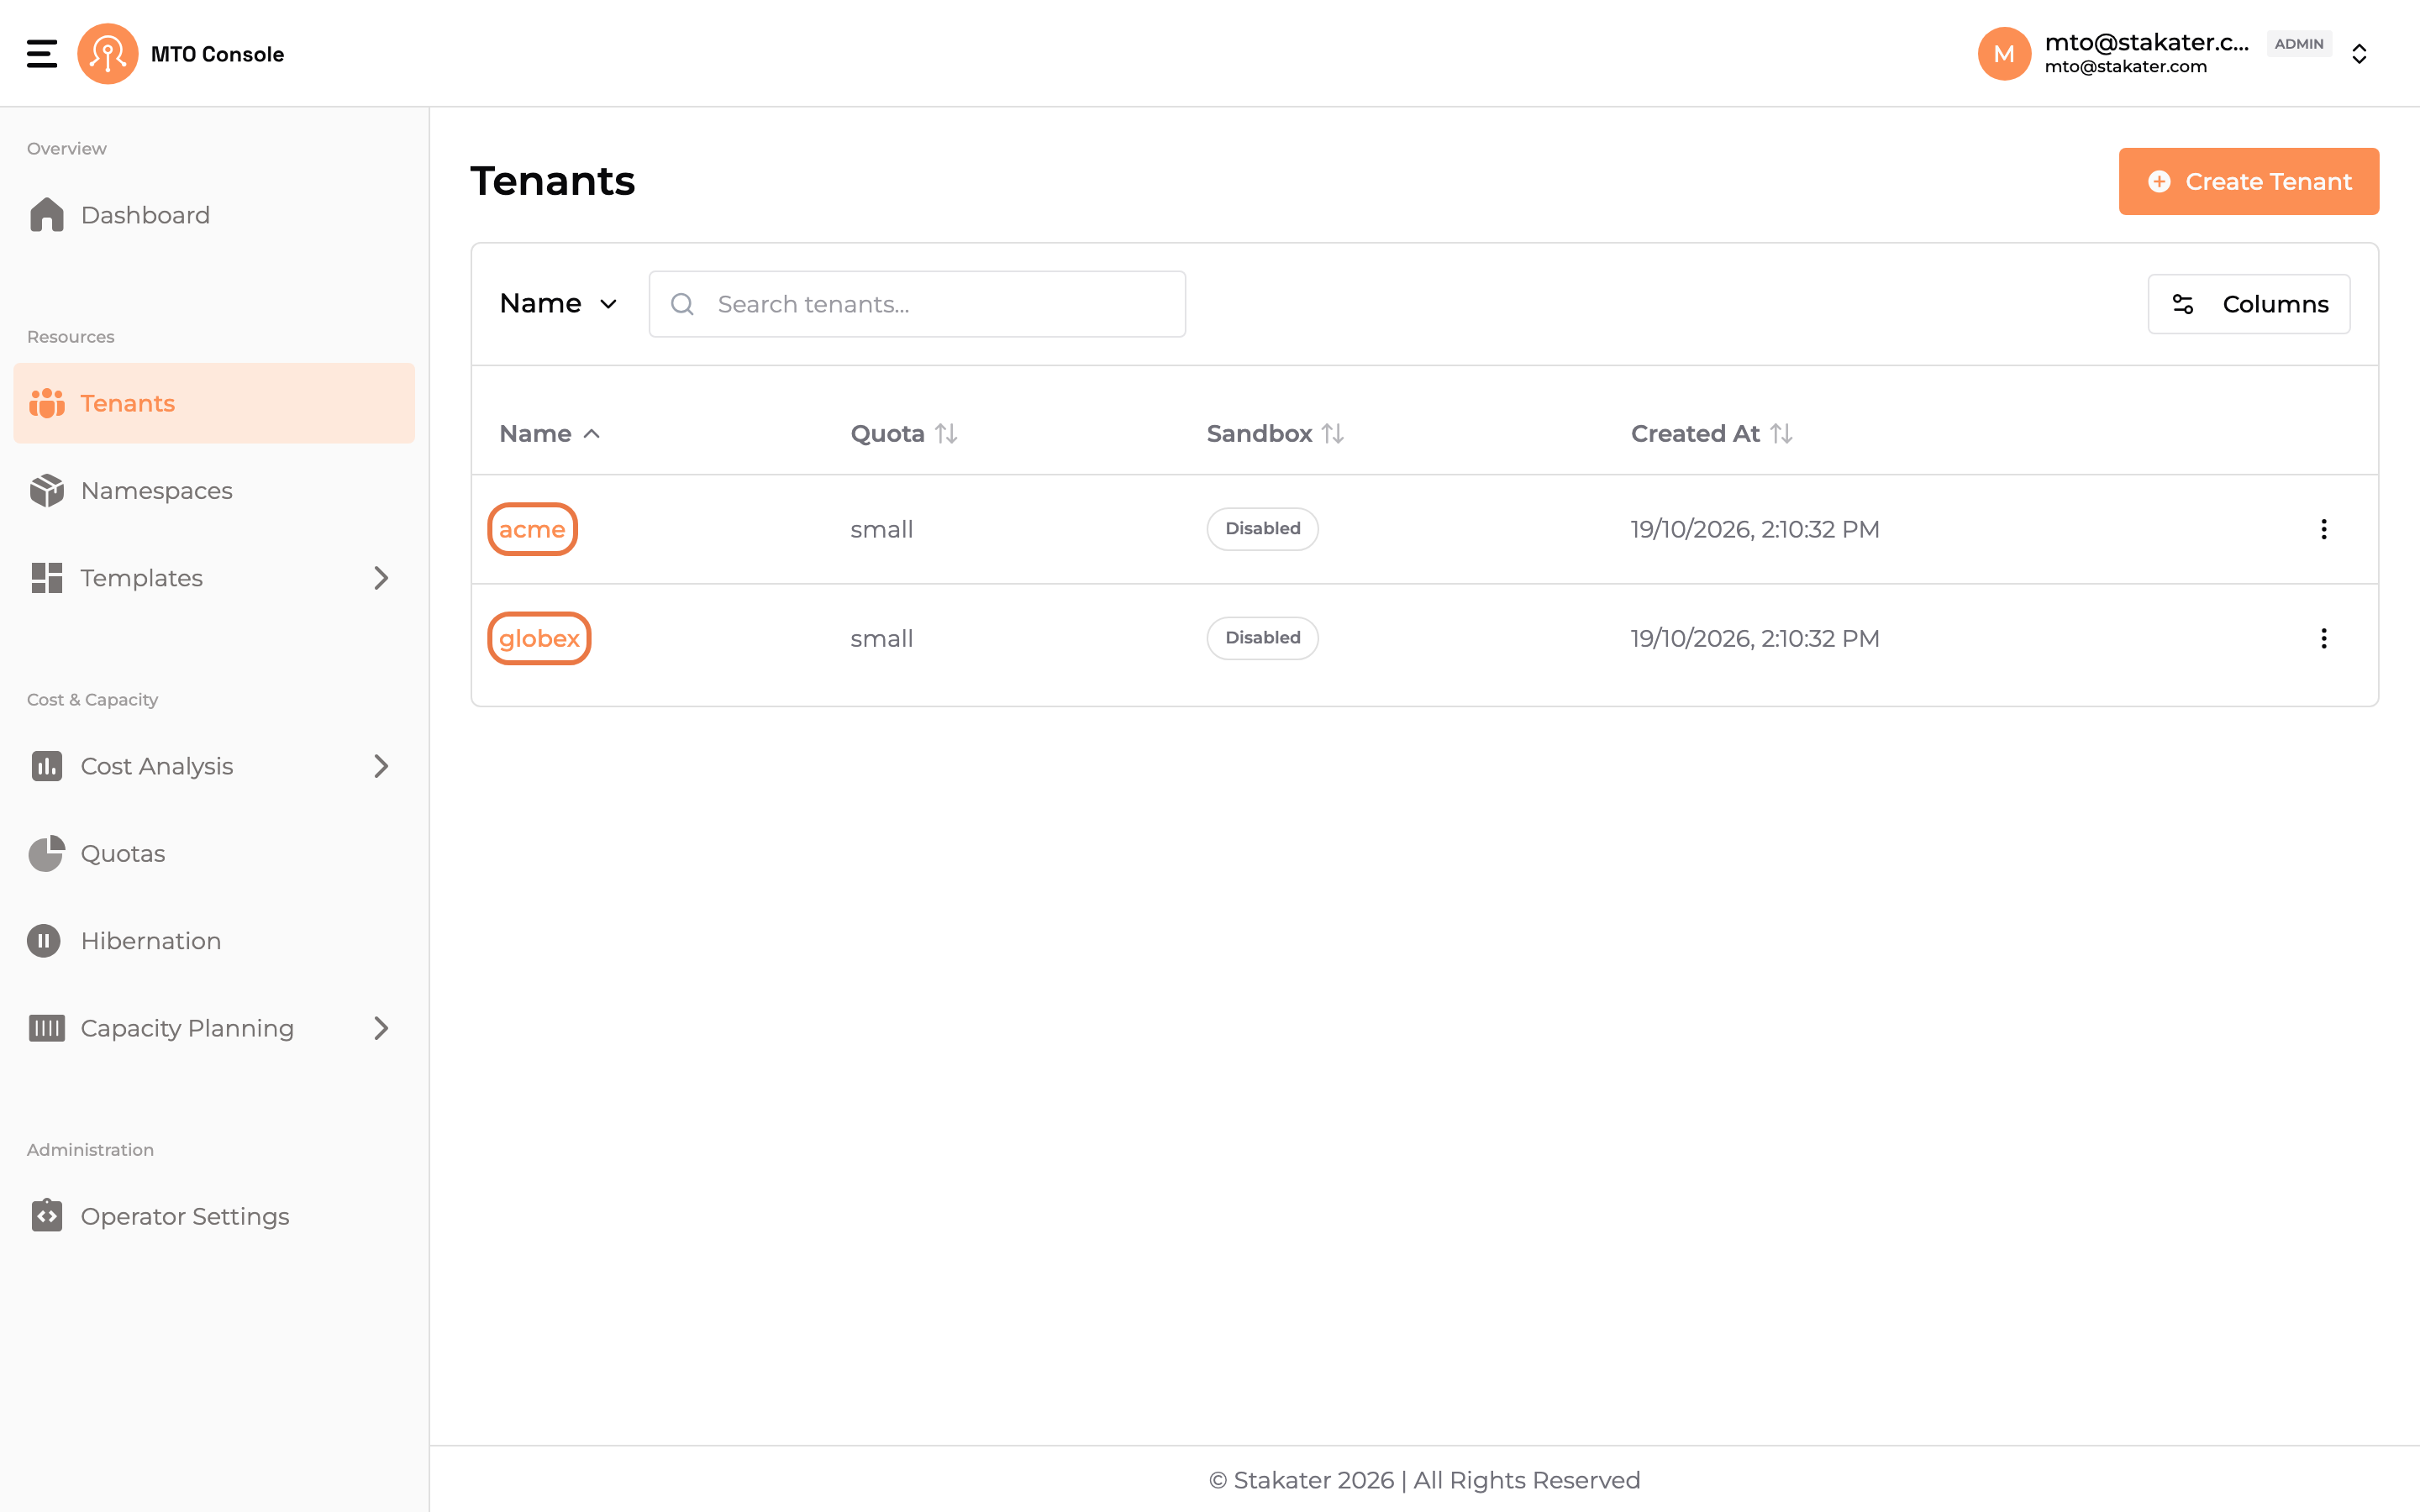 MTO Console
M
mto@stakater.c...
ADMIN
mto@stakater.com
Overview
Dashboard
Resources
Tenants
Namespaces
Templates
Cost & Capacity
Cost Analysis
Quotas
Hibernation
Capacity Planning
Administration
Operator Settings
Tenants
Create Tenant
Name
Search tenants...
Columns
Name Quota Sandbox Created At
acme small Disabled 19/10/2026, 2:10:32 PM
globex small Disabled 19/10/2026, 2:10:32 PM
© Stakater 2026 | All Rights Reserved